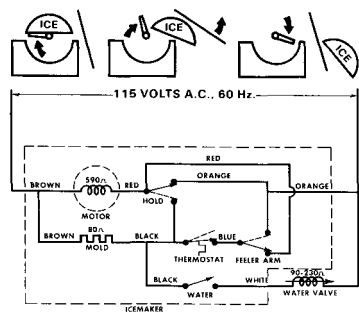 ICE
ICE
ICE
115 VOLTS A.C., 60 Hz.
RED
590Ω
ORANGE
BROWN
RED
ORANGE
MOTOR
HOLD
80Ω
BROWN
BLACK
BLUE
MOLD
THERMOSTAT
FEELER ARM
90-230Ω
BLACK
WHITE
WATER
WATER VALVE
ICEMAKER